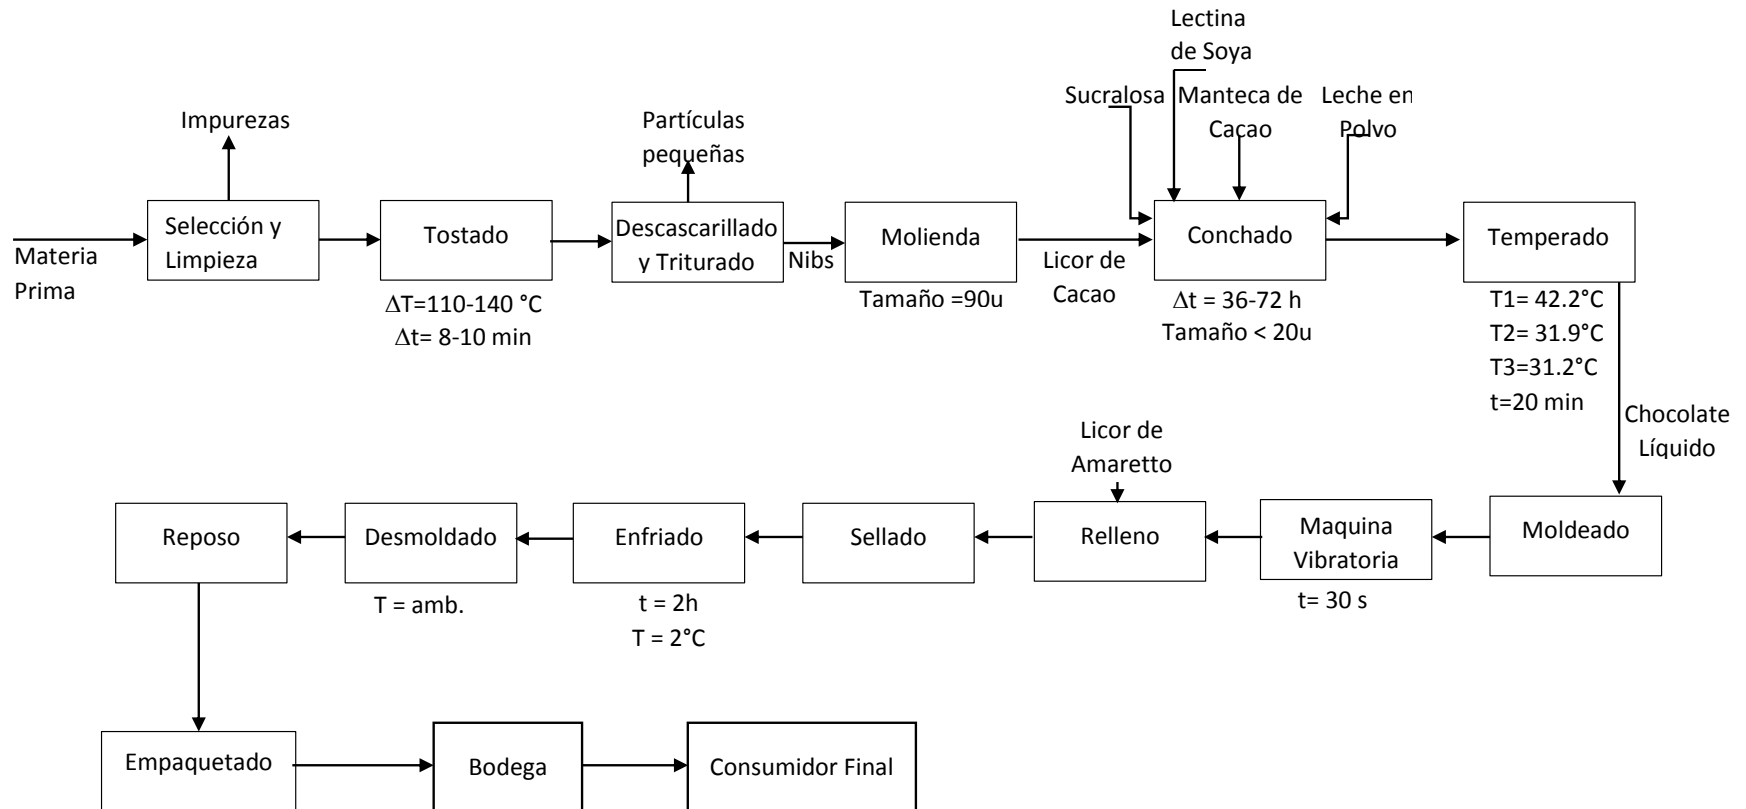 Lectina
de Soya
Sucralosa
Manteca de
Cacao
Leche en
Polvo
Impurezas
Partículas
pequeñas
Materia
Prima
Selección y
Limpieza
Tostado
ΔT=110-140 °C
Δt= 8-10 min
Descascarillado
y Triturado
Nibs
Molienda
Tamaño =90u
Licor de
Cacao
Conchado
Δt = 36-72 h
Tamaño < 20u
Temperado
T1= 42.2°C
T2= 31.9°C
T3=31.2°C
t=20 min
Chocolate
Líquido
Moldeado
Maquina
Vibratoria
t= 30 s
Licor de
Amaretto
Relleno
Sellado
Enfriado
t = 2h
T = 2°C
Desmoldado
T = amb.
Reposo
Empaquetado
Bodega
Consumidor Final